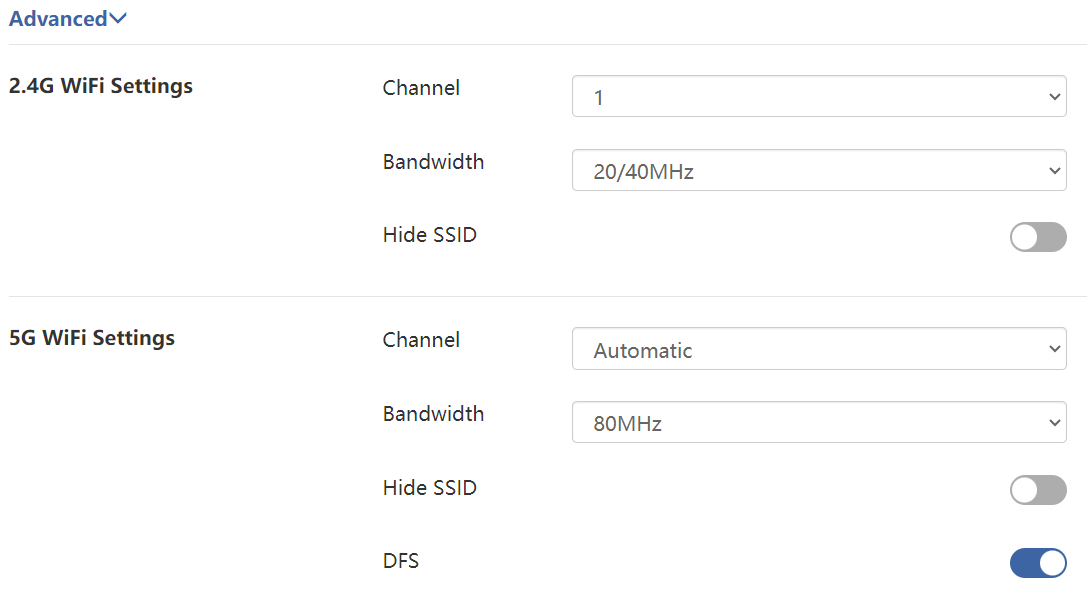 Advanced
2.4G WiFi Settings
Channel
1
Bandwidth
20/40MHz
Hide SSID
5G WiFi Settings
Channel
Automatic
Bandwidth
80MHz
Hide SSID
DFS